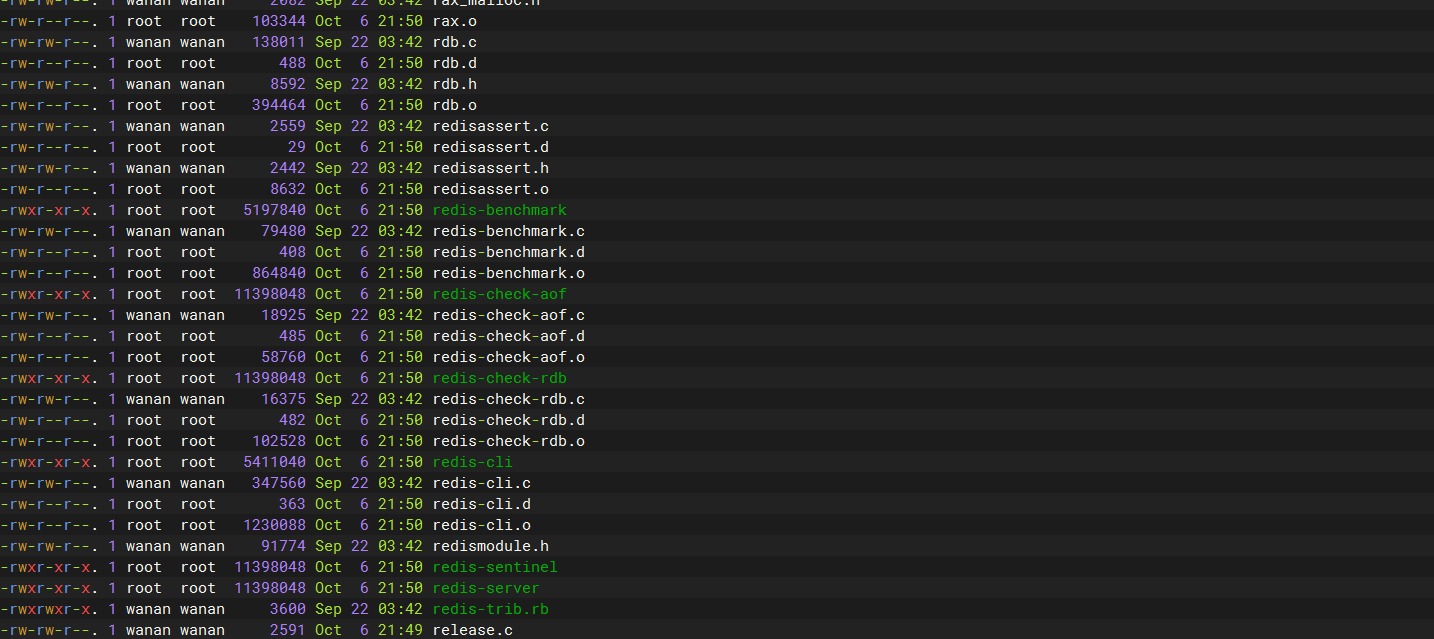 -rw-rw-r--. 1 wanan wanan     2082 Sep 22 03:42 rax_malloc.h
-rw-r--r--. 1 root  root    103344 Oct  6 21:50 rax.o
-rw-rw-r--. 1 wanan wanan   138011 Sep 22 03:42 rdb.c
-rw-r--r--. 1 root  root       488 Oct  6 21:50 rdb.d
-rw-rw-r--. 1 wanan wanan     8592 Sep 22 03:42 rdb.h
-rw-r--r--. 1 root  root    394464 Oct  6 21:50 rdb.o
-rw-rw-r--. 1 wanan wanan     2559 Sep 22 03:42 redisassert.c
-rw-r--r--. 1 root  root        29 Oct  6 21:50 redisassert.d
-rw-rw-r--. 1 wanan wanan     2442 Sep 22 03:42 redisassert.h
-rw-r--r--. 1 root  root      8632 Oct  6 21:50 redisassert.o
-rwxr-xr-x. 1 root  root   5197840 Oct  6 21:50 redis-benchmark
-rw-rw-r--. 1 wanan wanan    79480 Sep 22 03:42 redis-benchmark.c
-rw-r--r--. 1 root  root       408 Oct  6 21:50 redis-benchmark.d
-rw-r--r--. 1 root  root    864840 Oct  6 21:50 redis-benchmark.o
-rwxr-xr-x. 1 root  root  11398048 Oct  6 21:50 redis-check-aof
-rw-rw-r--. 1 wanan wanan    18925 Sep 22 03:42 redis-check-aof.c
-rw-r--r--. 1 root  root       485 Oct  6 21:50 redis-check-aof.d
-rw-r--r--. 1 root  root     58760 Oct  6 21:50 redis-check-aof.o
-rwxr-xr-x. 1 root  root  11398048 Oct  6 21:50 redis-check-rdb
-rw-rw-r--. 1 wanan wanan    16375 Sep 22 03:42 redis-check-rdb.c
-rw-r--r--. 1 root  root       482 Oct  6 21:50 redis-check-rdb.d
-rw-r--r--. 1 root  root    102528 Oct  6 21:50 redis-check-rdb.o
-rwxr-xr-x. 1 root  root   5411040 Oct  6 21:50 redis-cli
-rw-rw-r--. 1 wanan wanan   347560 Sep 22 03:42 redis-cli.c
-rw-r--r--. 1 root  root       363 Oct  6 21:50 redis-cli.d
-rw-r--r--. 1 root  root   1230088 Oct  6 21:50 redis-cli.o
-rw-rw-r--. 1 wanan wanan    91774 Sep 22 03:42 redismodule.h
-rwxr-xr-x. 1 root  root  11398048 Oct  6 21:50 redis-sentinel
-rwxr-xr-x. 1 root  root  11398048 Oct  6 21:50 redis-server
-rwxrwxr-x. 1 wanan wanan     3600 Sep 22 03:42 redis-trib.rb
-rw-rw-r--. 1 wanan wanan     2591 Oct  6 21:49 release.c